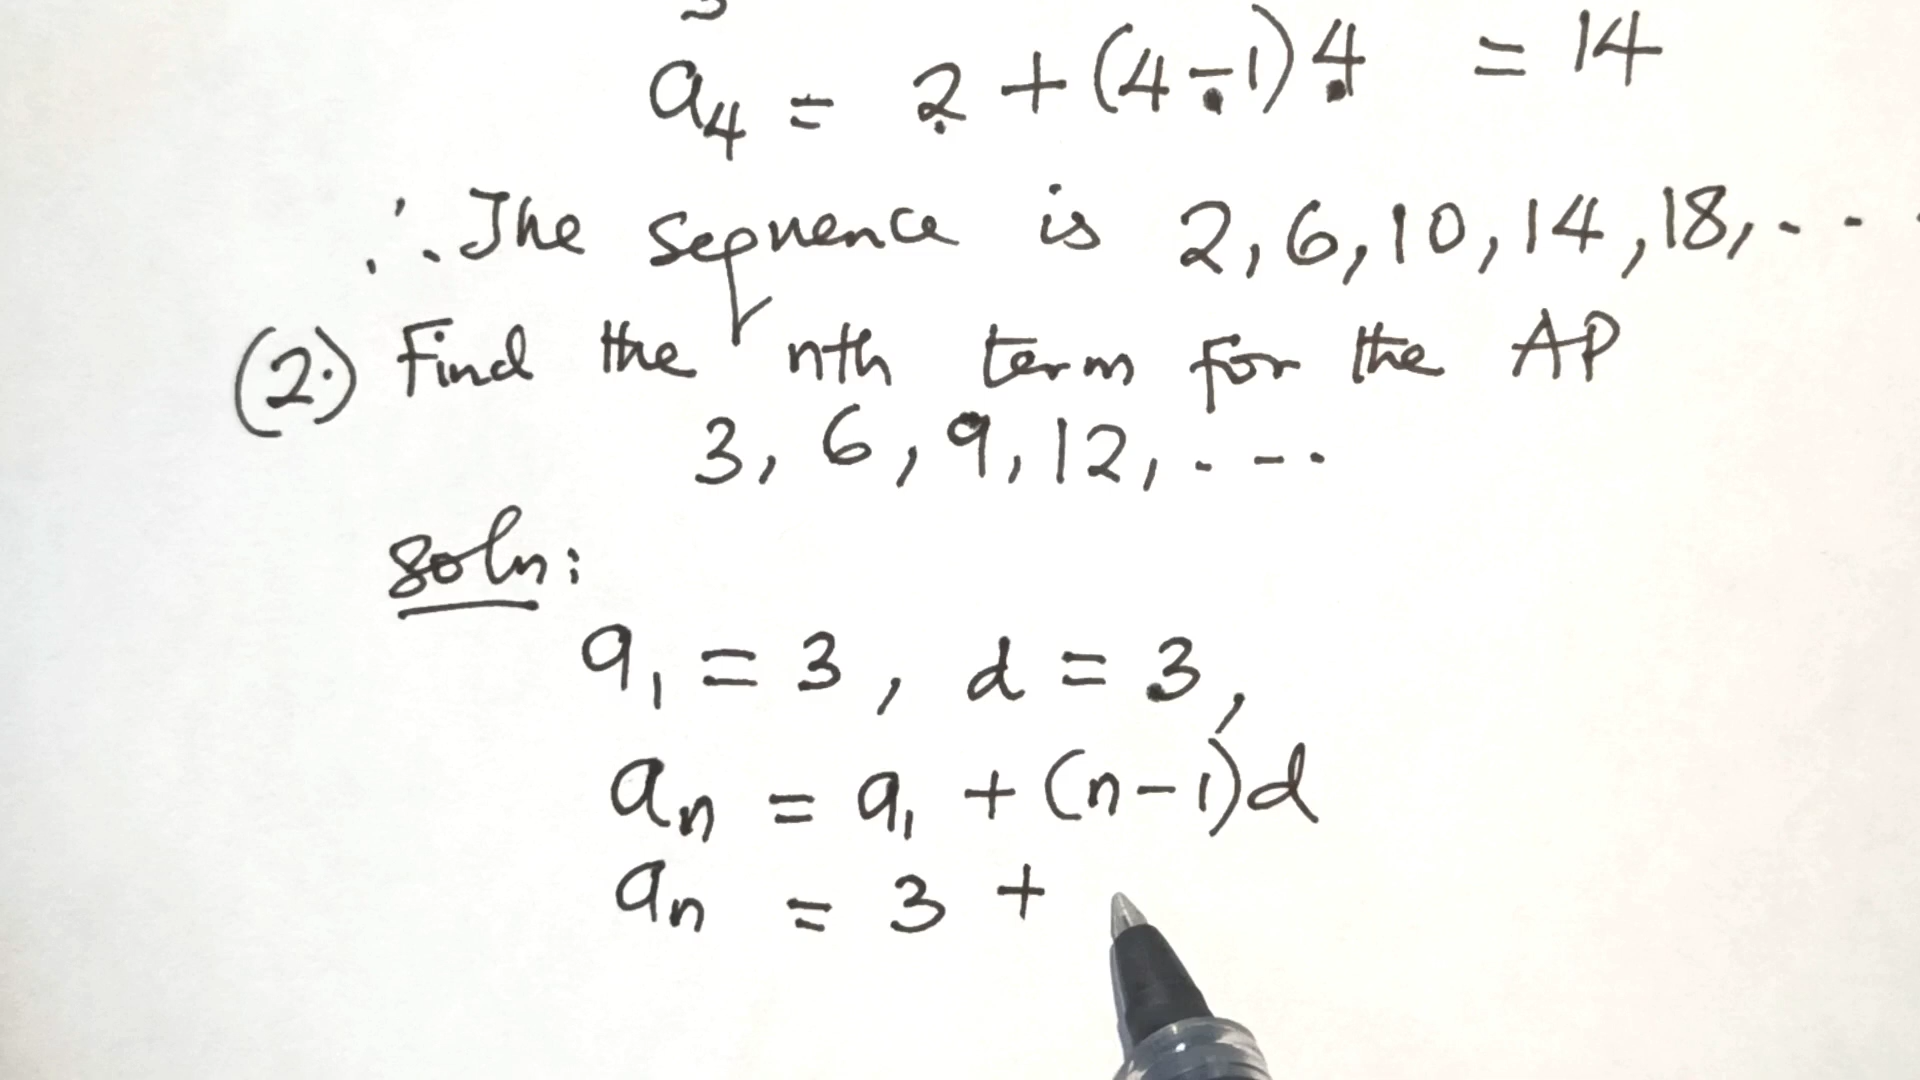 a₄ = 2 + (4-1)4 = 14
∴ The sequence is 2, 6, 10, 14, 18, ...
(2.) Find the nth term for the AP
3, 6, 9, 12, ...
soln:
a₁ = 3, d = 3,
aₙ = a₁ + (n-1)d
aₙ = 3 +